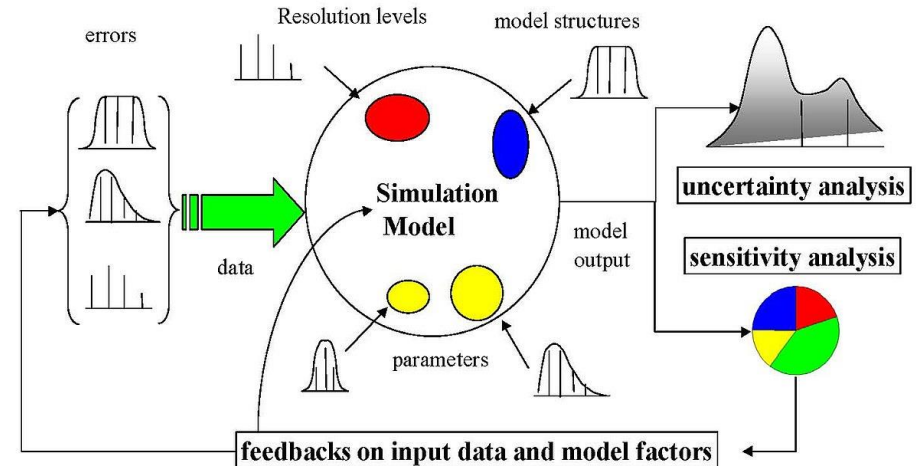 Resolution levels
model structures
errors
Simulation
Model
uncertainty analysis
data
model
output
sensitivity analysis
parameters
feedbacks on input data and model factors